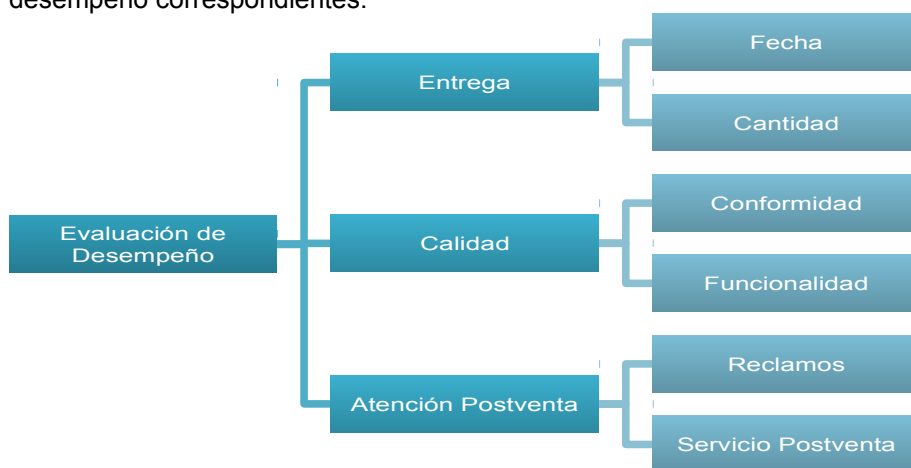 desempeño correspondientes.
Evaluación de
Desempeño
Entrega
Fecha
Cantidad
Calidad
Conformidad
Funcionalidad
Atención Postventa
Reclamos
Servicio Postventa